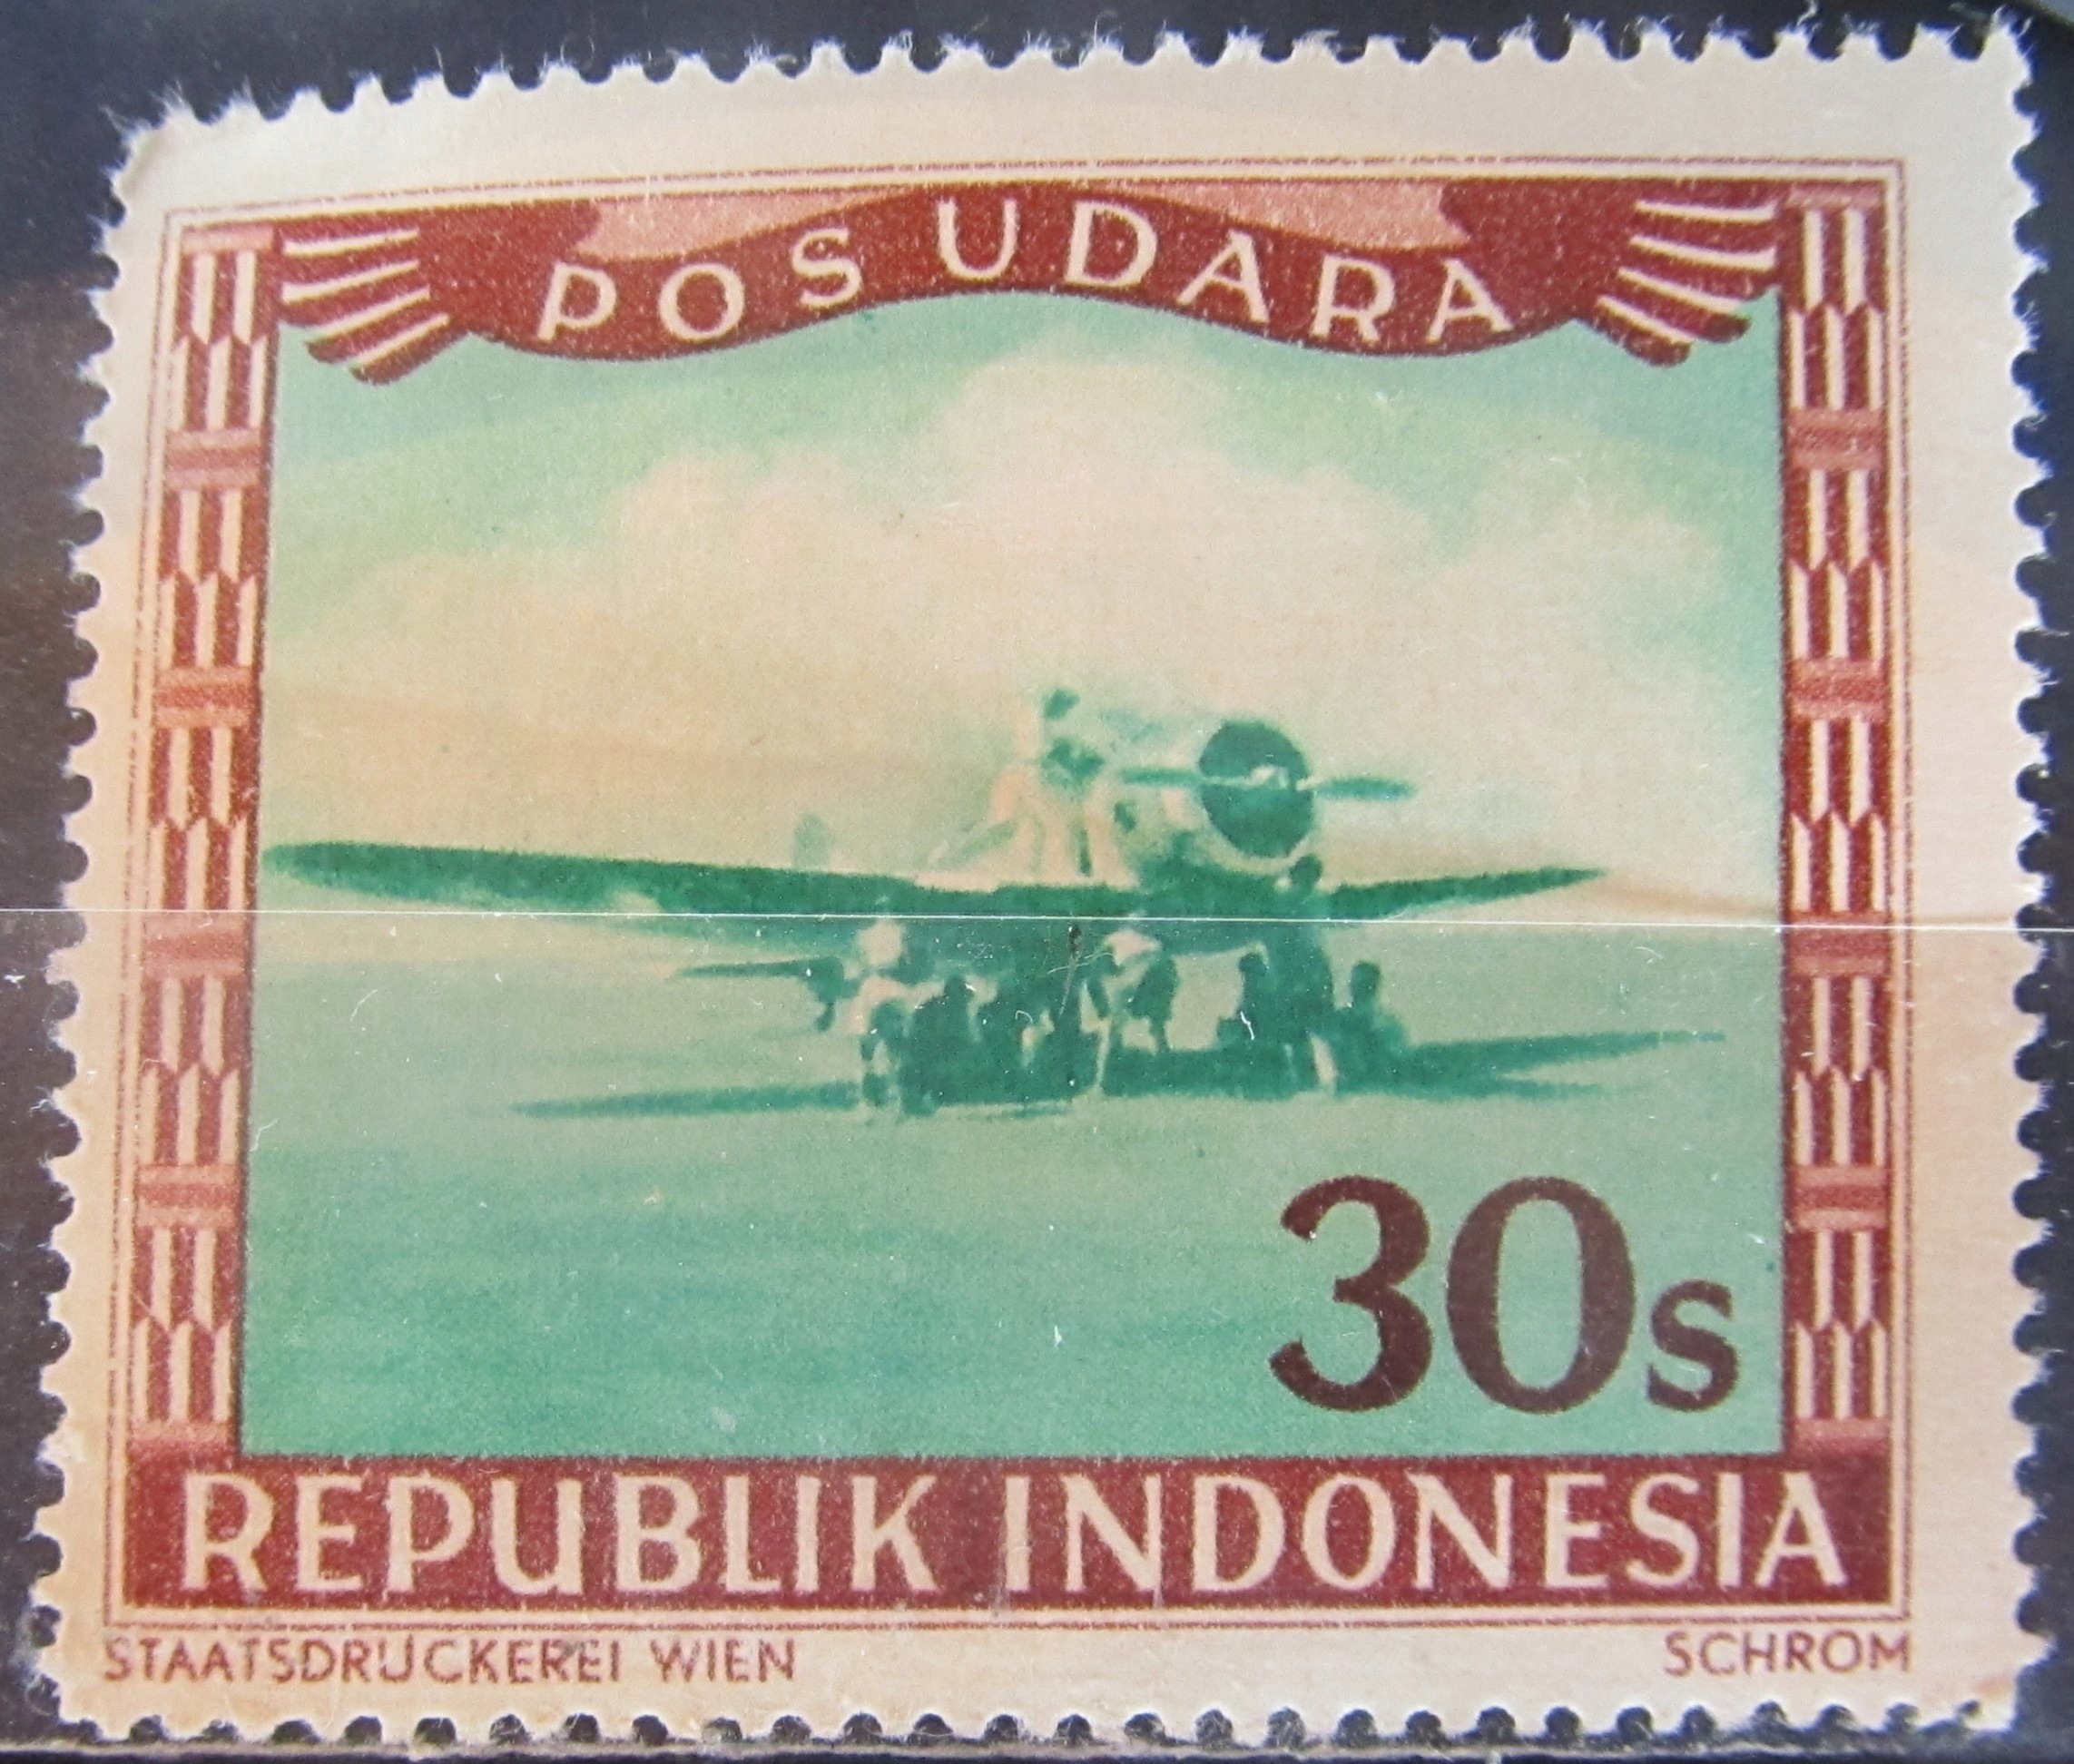 POS UDARA
30s
REPUBLIK INDONESIA
STAATSDRUCKEREI WIEN
SCHROM